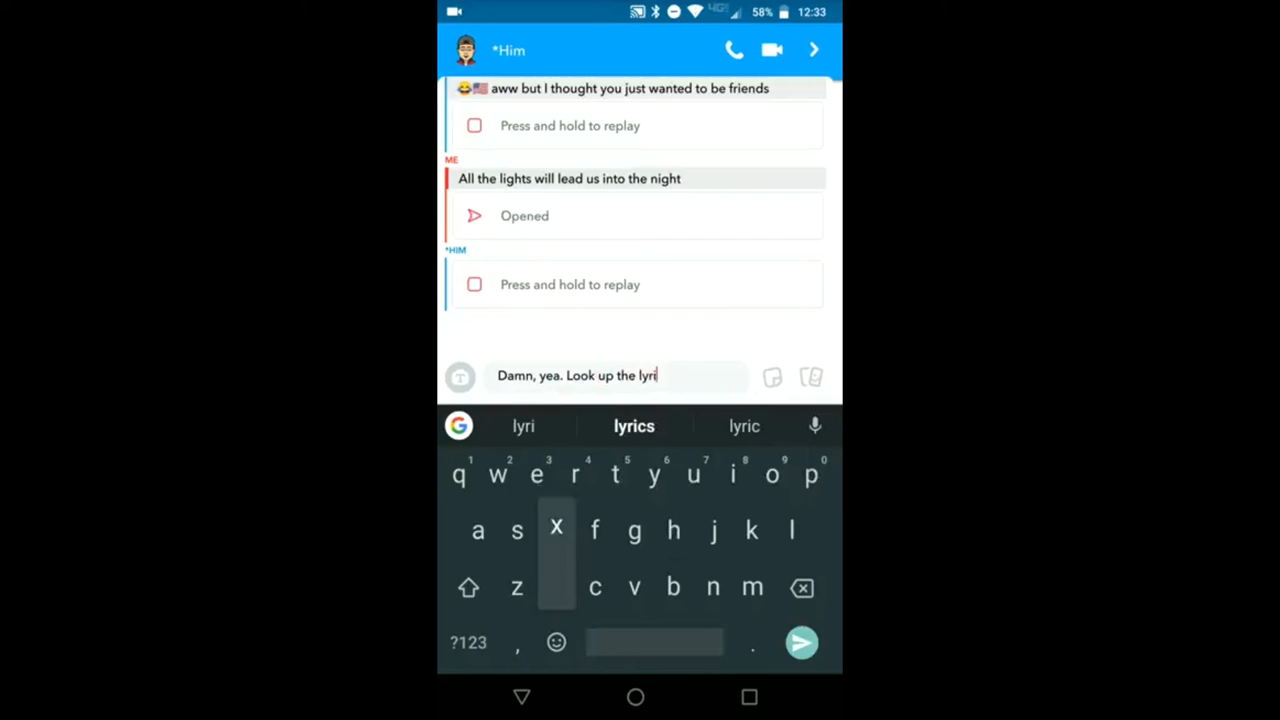 4G 58% 12:33
*Him
😂🇺🇸 aww but I thought you just wanted to be friends
Press and hold to replay
ME
All the lights will lead us into the night
Opened
*HIM
Press and hold to replay
T Damn, yea. Look up the lyri
G lyri lyrics lyric
1 2 3 4 5 6 7 8 9 0
q w e r t y u i o p
a s x f g h j k l
z c v b n m
?123 , .